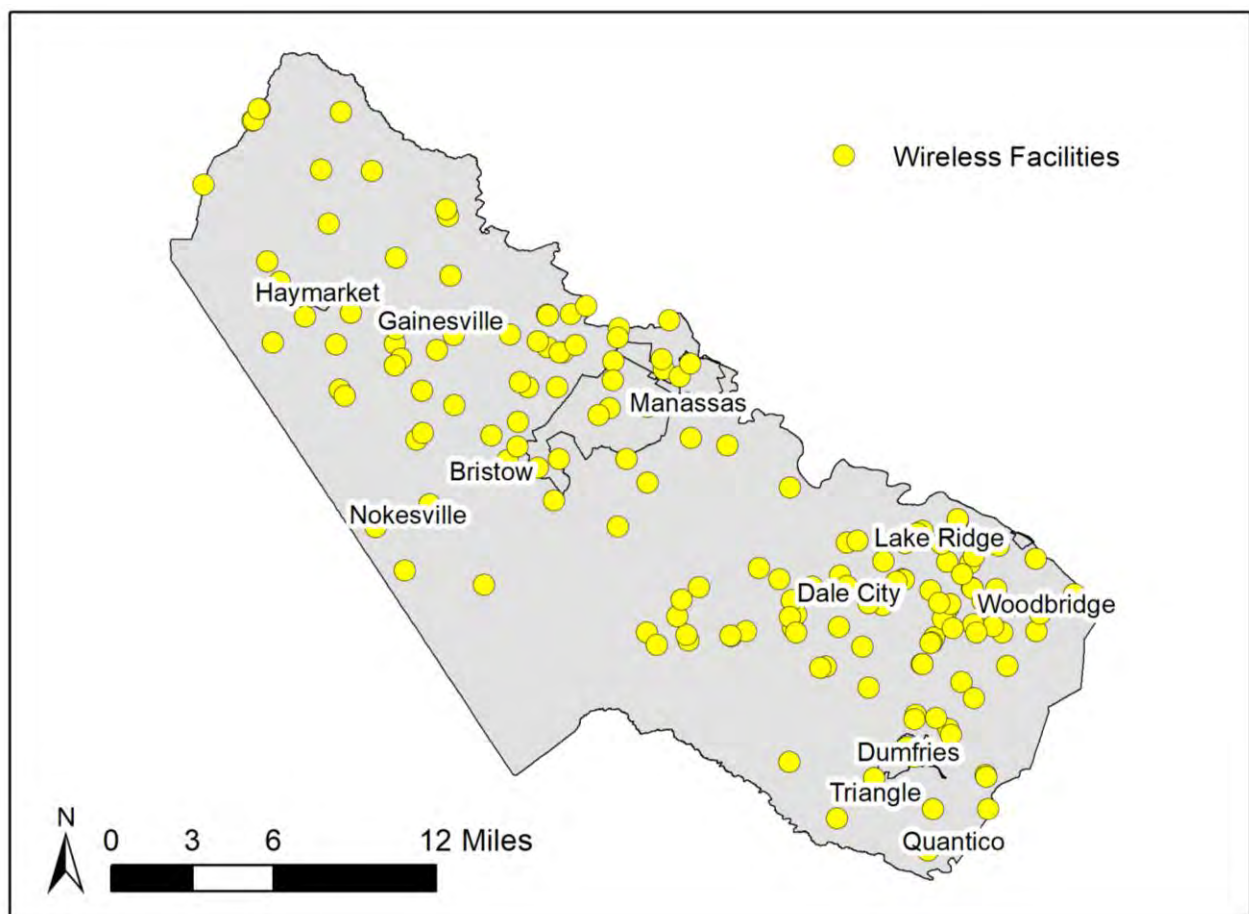 Wireless Facilities
Haymarket
Gainesville
Manassas
Bristow
Nokesville
Lake Ridge
Dale City
Woodbridge
Dumfries
Triangle
Quantico
N
0 3 6 12 Miles